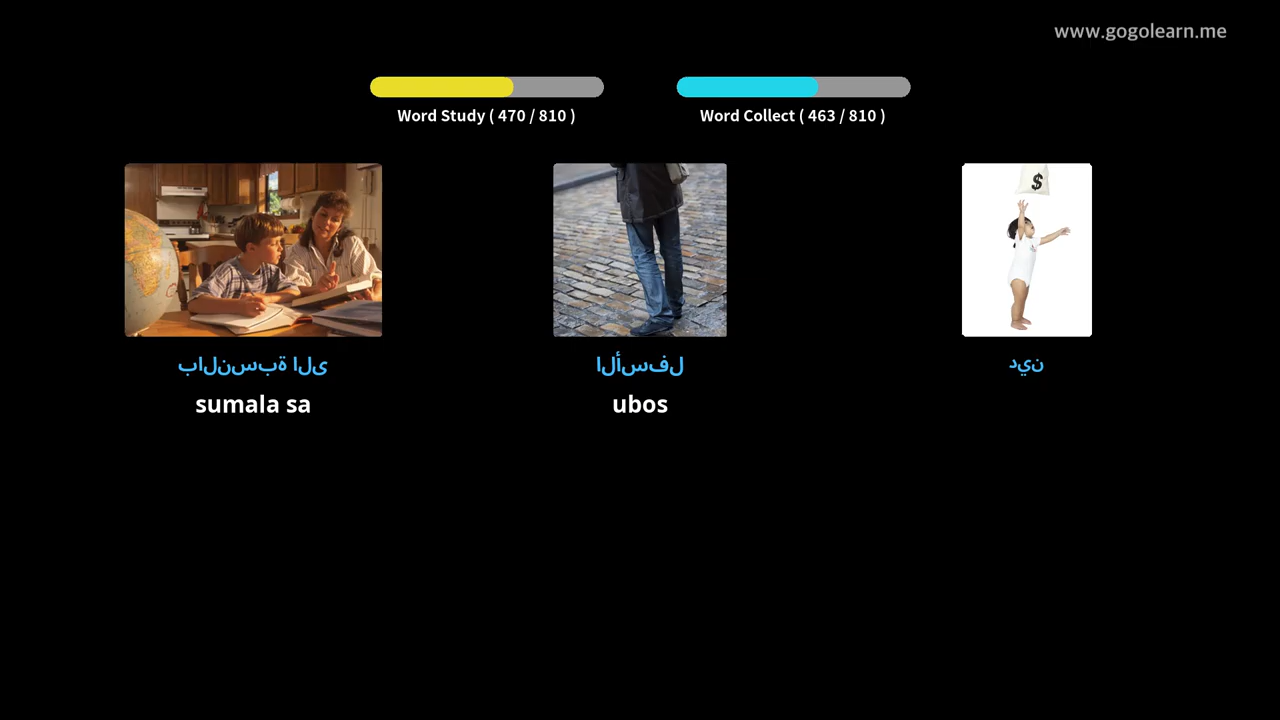 www.gogolearn.me
Word Study ( 470 / 810 )
Word Collect ( 463 / 810 )
$
بالنسبة الى
الأسفل
دين
sumala sa
ubos